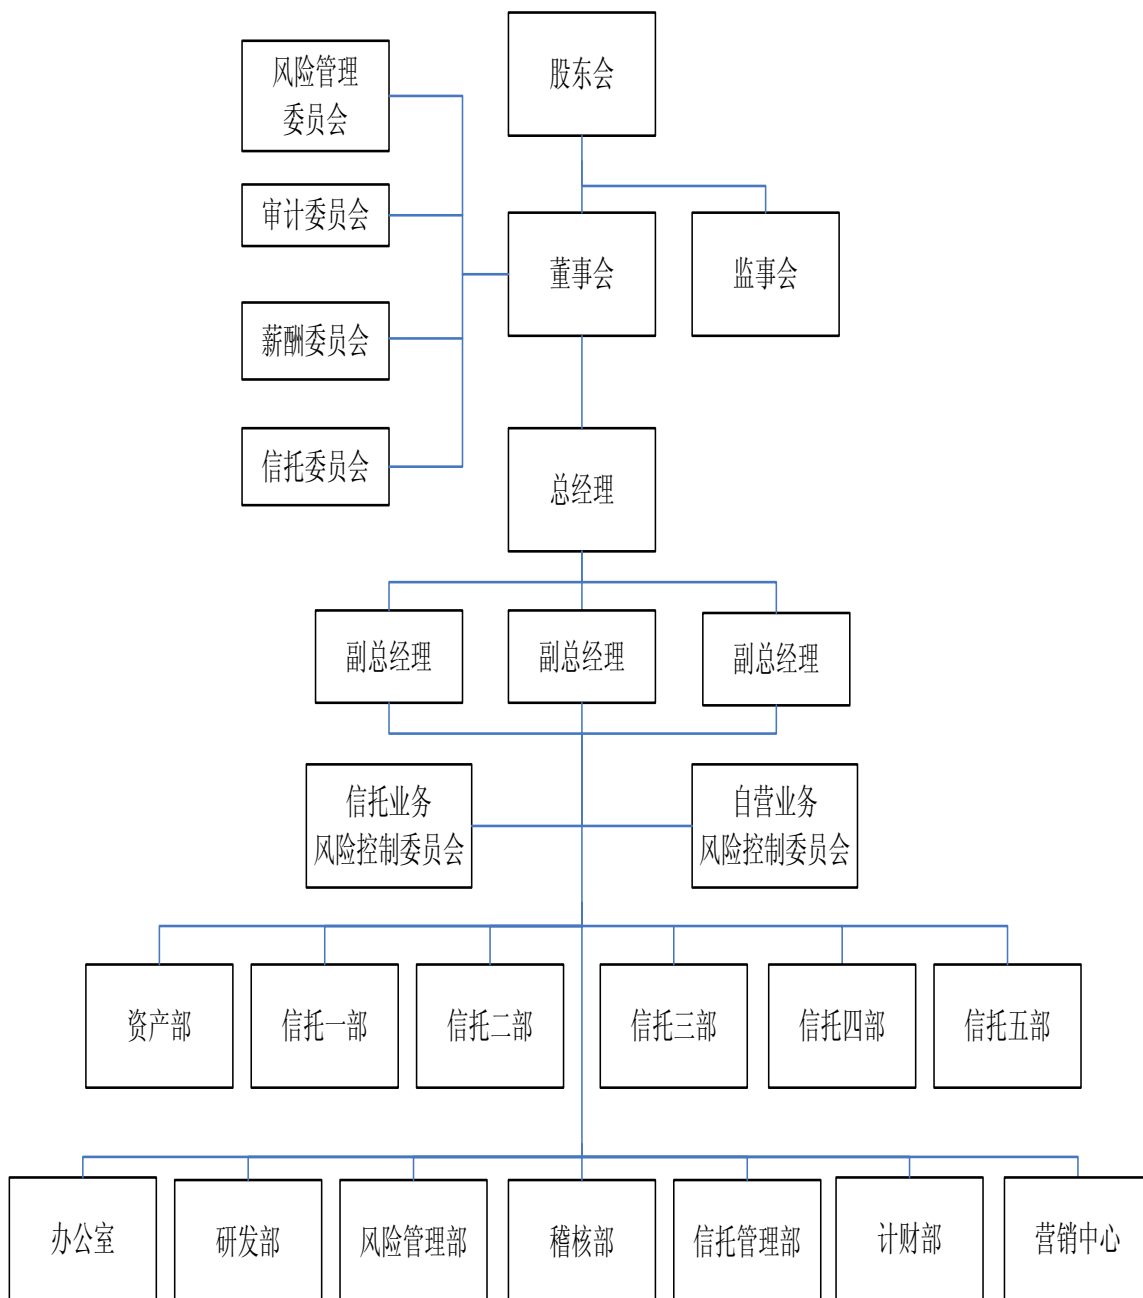 股东会
风险管理
委员会
审计委员会
董事会
监事会
薪酬委员会
信托委员会
总经理
副总经理
副总经理
副总经理
信托业务
风险控制委员会
自营业务
风险控制委员会
资产部
信托一部
信托二部
信托三部
信托四部
信托五部
办公室
研发部
风险管理部
稽核部
信托管理部
计财部
营销中心